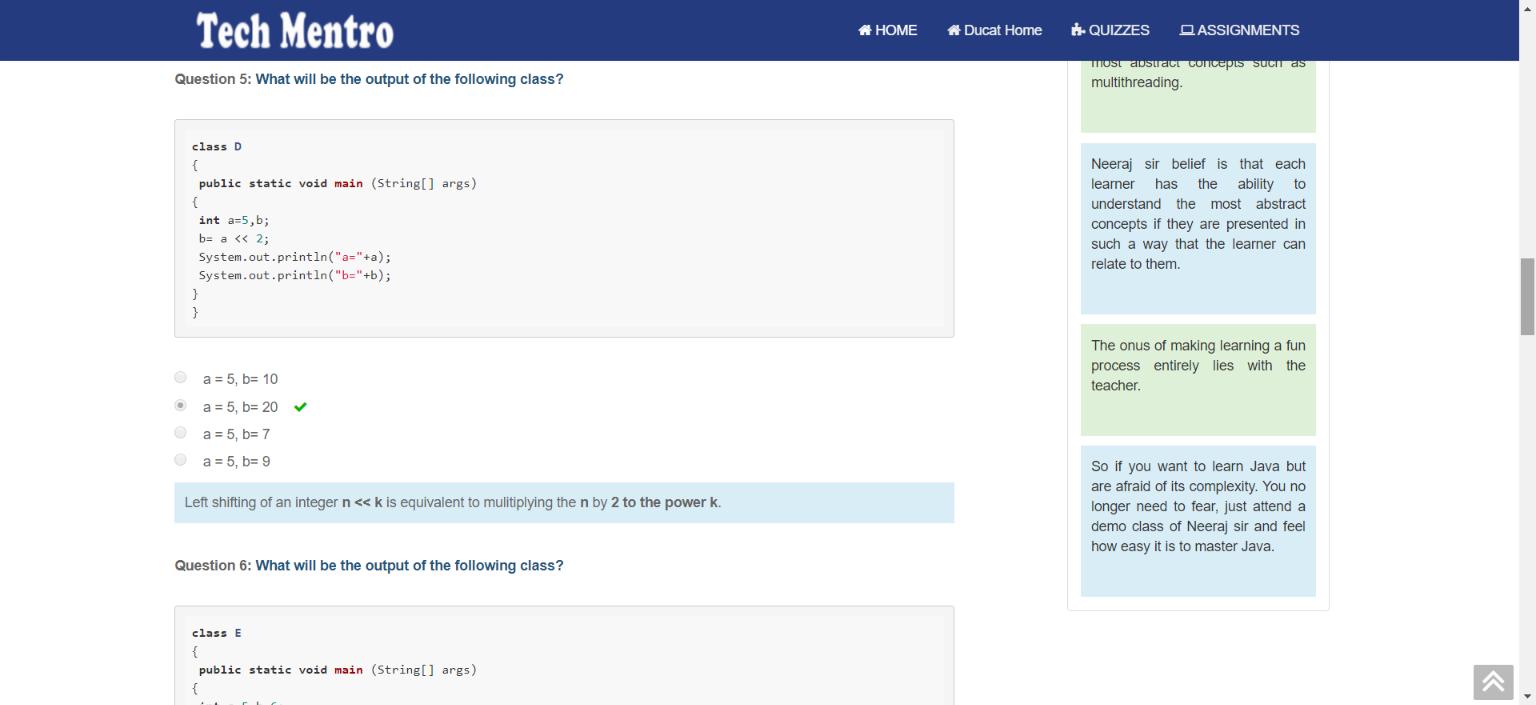 Tech Mentro
HOME
Ducat Home
QUIZZES
ASSIGNMENTS
Question 5: What will be the output of the following class?
class D
{
public static void main (String[] args)
{
int a=5,b;
b= a << 2;
System.out.println("a="+a);
System.out.println("b="+b);
}
}
a = 5, b= 10
a = 5, b= 20
a = 5, b= 7
a = 5, b= 9
Left shifting of an integer n << k is equivalent to mulitiplying the n by 2 to the power k.
Question 6: What will be the output of the following class?
class E
{
public static void main (String[] args)
{
most abstract concepts such as
multithreading.
Neeraj sir belief is that each
learner has the ability to
understand the most abstract
concepts if they are presented in
such a way that the learner can
relate to them.
The onus of making learning a fun
process entirely lies with the
teacher.
So if you want to learn Java but
are afraid of its complexity. You no
longer need to fear, just attend a
demo class of Neeraj sir and feel
how easy it is to master Java.